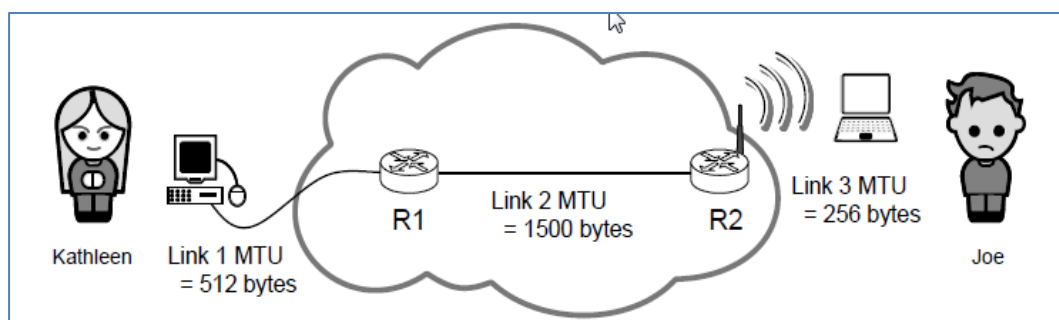 Kathleen
Link 1 MTU
= 512 bytes
R1
Link 2 MTU
= 1500 bytes
R2
Link 3 MTU
= 256 bytes
Joe